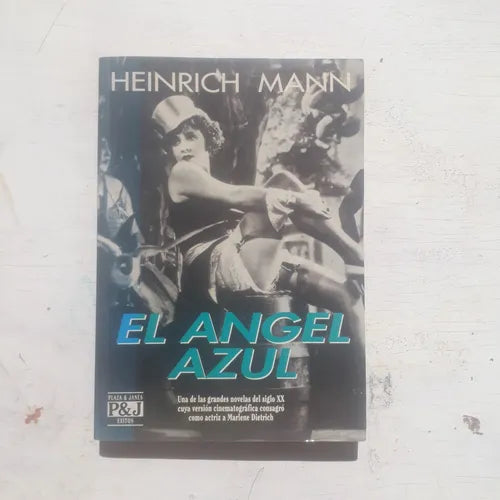 HEINRICH MANN
EL ANGEL
AZUL
Una de las grandes novelas del siglo XX
cuya versión cinematográfica consagró
como actriz a Marlene Dietrich
PLAZA & JANES
P&J
EXITOS